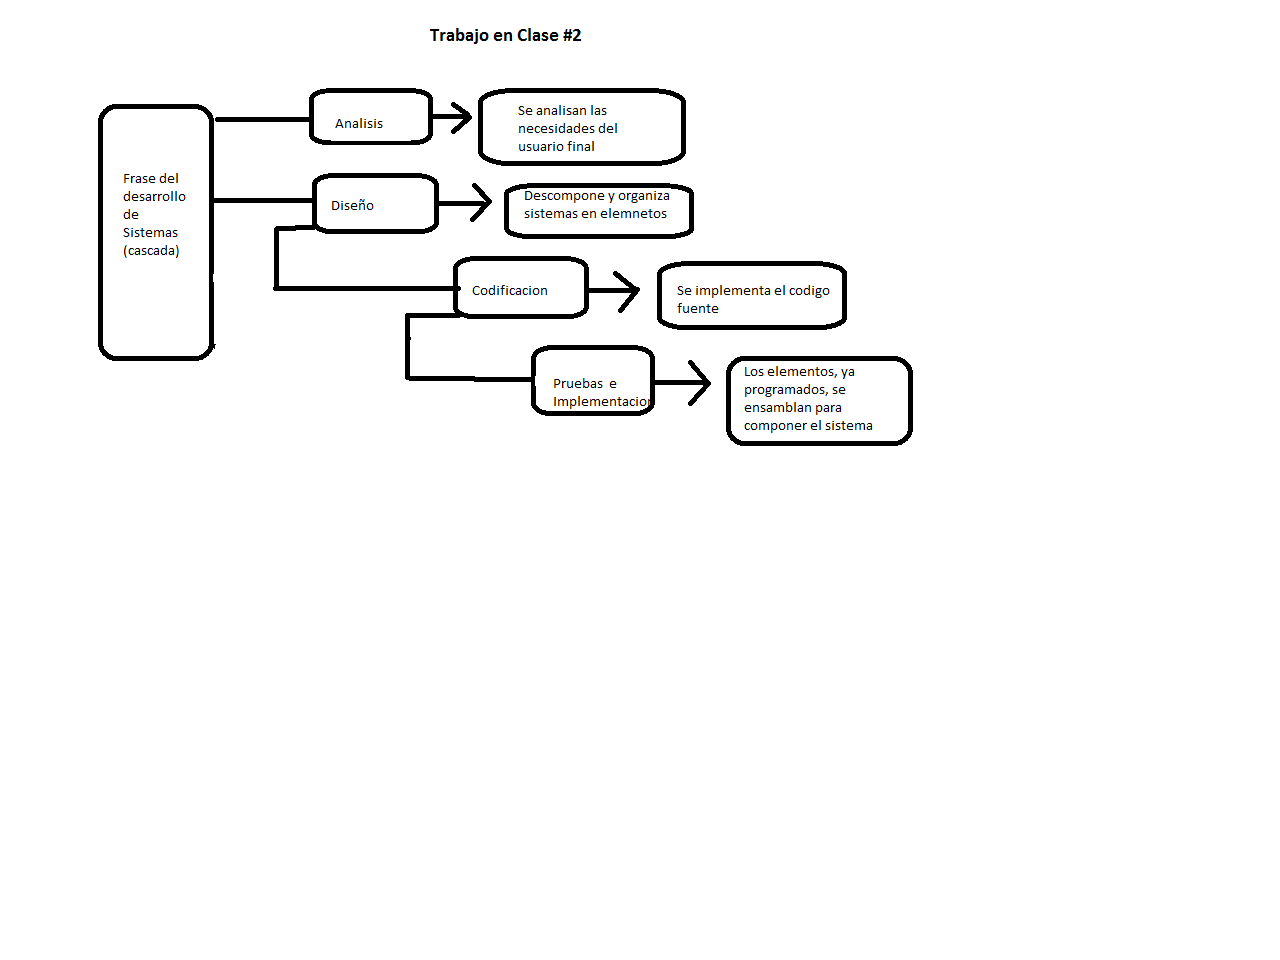 Trabajo en Clase #2
Frase del
desarrollo
de
Sistemas
(cascada)
Analisis
Se analisan las
necesidades del
usuario final
Diseño
Descompone y organiza
sistemas en elemnetos
Codificacion
Se implementa el codigo
fuente
Pruebas e
Implementacion
Los elementos, ya
programados, se
ensamblan para
componer el sistema